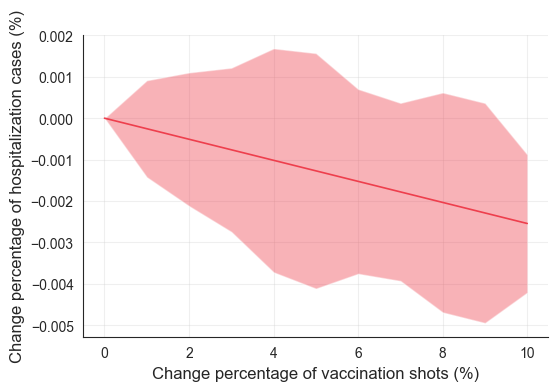 Change percentage of hospitalization cases (%)
0.002
0.001
0.000
−0.001
−0.002
−0.003
−0.004
−0.005
0 2 4 6 8 10
Change percentage of vaccination shots (%)